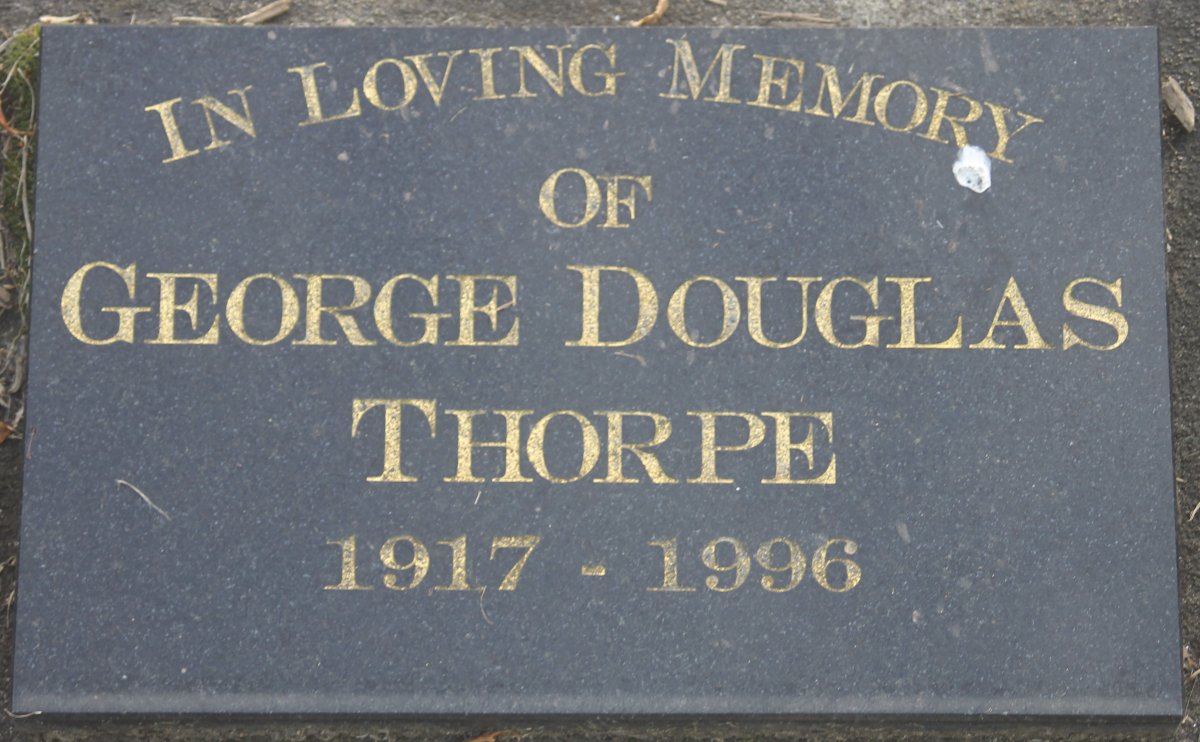 IN LOVING MEMORY
OF
GEORGE DOUGLAS
THORPE
1917 - 1996